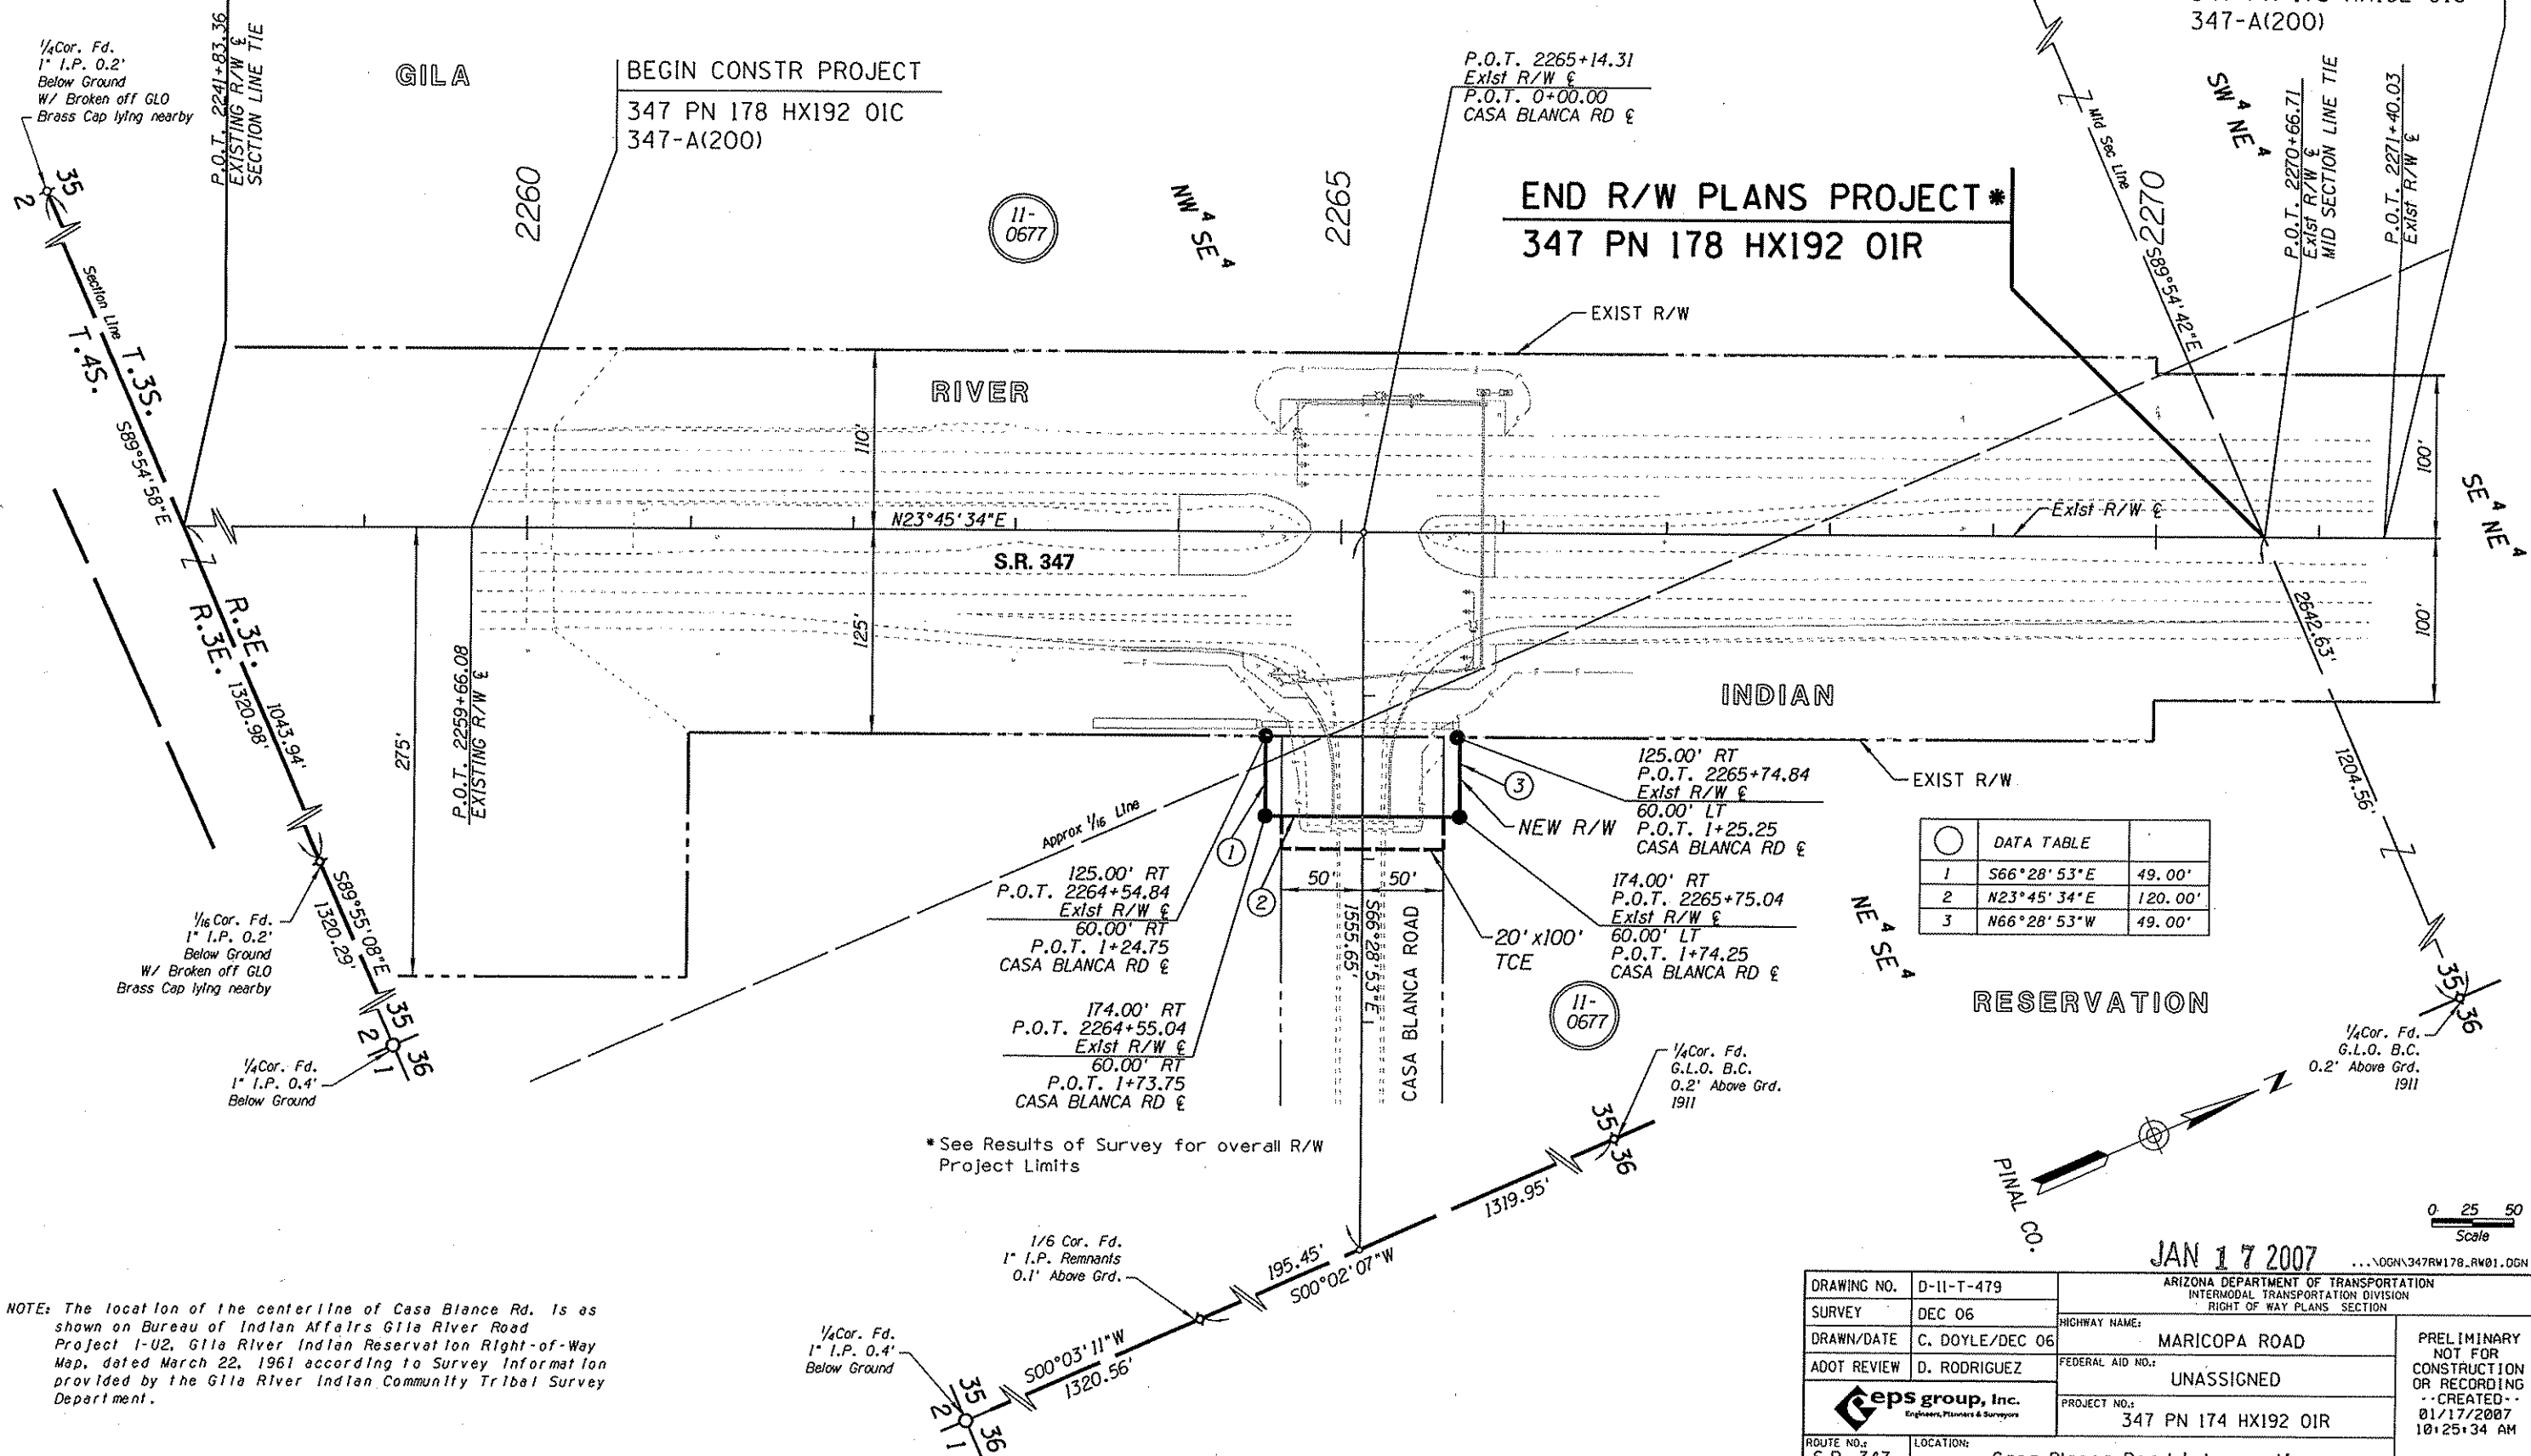 1/4Cor. Fd.
1" I.P. 0.2'
Below Ground
W/ Broken off GLO
Brass Cap lying nearby
P.O.T. 2241+83.36
EXISTING R/W ℄
SECTION LINE TIE
GILA
BEGIN CONSTR PROJECT
347 PN 178 HX192 01C
347-A(200)
P.O.T. 2265+14.31
Exist R/W ℄
P.O.T. 0+00.00
CASA BLANCA RD ℄
347-A(200)
SW 4 NE 4
P.O.T. 2270+66.71
Exist R/W ℄
MID SECTION LINE TIE
P.O.T. 2271+40.03
Exist R/W ℄
Mid Sec Line
35
2
2260
11-
0677
NW 4 SE 4
2265
END R/W PLANS PROJECT*
347 PN 178 HX192 01R
2270
S89°54'42"E
Section Line
T.3S.
T.4S.
S89°54'58"E
EXIST R/W
RIVER
110'
100'
SE 4 NE 4
N23°45'34"E
Exist R/W ℄
S.R. 347
R.3E.
R.3E.
1043.94'
1320.98'
125'
100'
2642.63'
275'
P.O.T. 2259+66.08
EXISTING R/W ℄
INDIAN
EXIST R/W
1204.56'
Approx 1/16 Line
1
2
3
NEW R/W
125.00' RT
P.O.T. 2265+74.84
Exist R/W ℄
60.00' LT
P.O.T. 1+25.25
CASA BLANCA RD ℄
DATA TABLE
1 S66°28'53"E 49.00'
2 N23°45'34"E 120.00'
3 N66°28'53"W 49.00'
125.00' RT
P.O.T. 2264+54.84
Exist R/W ℄
60.00' RT
P.O.T. 1+24.75
CASA BLANCA RD ℄
50' 50'
S66°28'53"E
1555.65'
CASA BLANCA ROAD
20'x100'
TCE
174.00' RT
P.O.T. 2265+75.04
Exist R/W ℄
60.00' LT
P.O.T. 1+74.25
CASA BLANCA RD ℄
NE 4 SE 4
1/16 Cor. Fd.
1" I.P. 0.2'
Below Ground
W/ Broken off GLO
Brass Cap lying nearby
S89°55'08"E
1320.29'
35
2
1
36
1/4Cor. Fd.
1" I.P. 0.4'
Below Ground
174.00' RT
P.O.T. 2264+55.04
Exist R/W ℄
60.00' RT
P.O.T. 1+73.75
CASA BLANCA RD ℄
11-
0677
RESERVATION
35
36
1/4Cor. Fd.
G.L.O. B.C.
0.2' Above Grd.
1911
1/4Cor. Fd.
G.L.O. B.C.
0.2' Above Grd.
1911
35
36
*See Results of Survey for overall R/W
Project Limits
N
PINAL CO.
1319.95'
0 25 50
Scale
1/6 Cor. Fd.
1" I.P. Remnants
0.1' Above Grd.
195.45'
S00°02'07"W
NOTE: The location of the centerline of Casa Blance Rd. is as
shown on Bureau of Indian Affairs Gila River Road
Project I-U2, Gila River Indian Reservation Right-of-Way
Map, dated March 22, 1961 according to Survey Information
provided by the Gila River Indian Community Tribal Survey
Department.
1/4Cor. Fd.
1" I.P. 0.4'
Below Ground
S00°03'11"W
1320.56'
35
2
1
36
JAN 17 2007
...\DGN\347RW178_RW01.DGN
DRAWING NO. D-11-T-479
SURVEY DEC 06
DRAWN/DATE C. DOYLE/DEC 06
ADOT REVIEW D. RODRIGUEZ
eps group, Inc.
Engineers, Planners & Surveyors
ARIZONA DEPARTMENT OF TRANSPORTATION
INTERMODAL TRANSPORTATION DIVISION
RIGHT OF WAY PLANS SECTION
HIGHWAY NAME:
MARICOPA ROAD
FEDERAL AID NO.:
UNASSIGNED
PROJECT NO.:
347 PN 174 HX192 01R
PRELIMINARY
NOT FOR
CONSTRUCTION
OR RECORDING
--CREATED--
01/17/2007
10:25:34 AM
ROUTE NO.:
LOCATION: